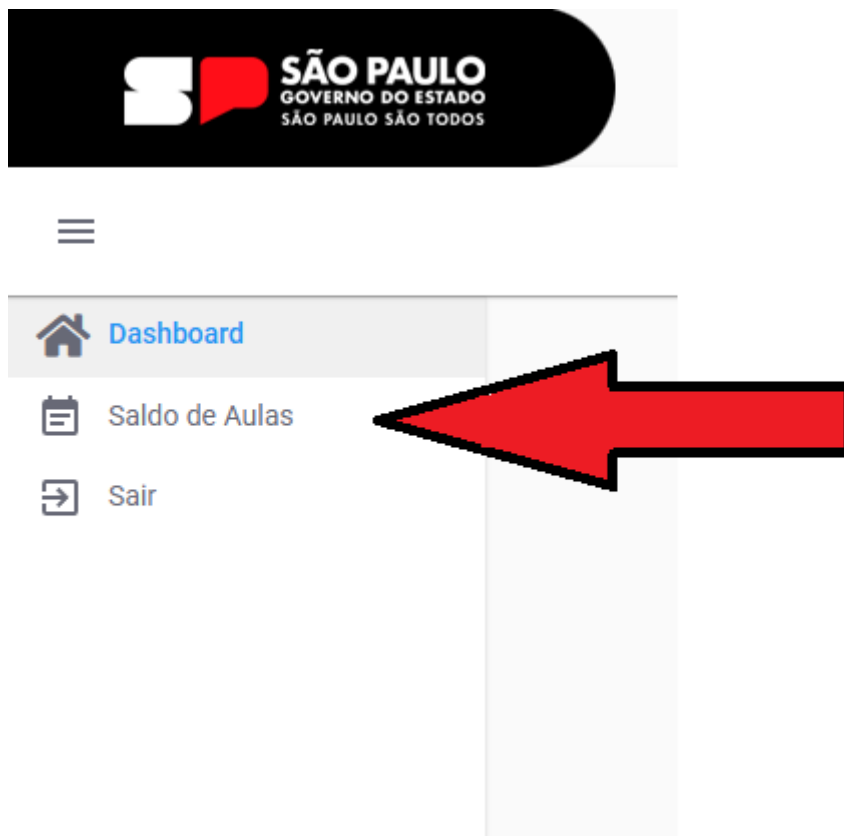 SÃO PAULO
GOVERNO DO ESTADO
SÃO PAULO SÃO TODOS
Dashboard
Saldo de Aulas
Sair